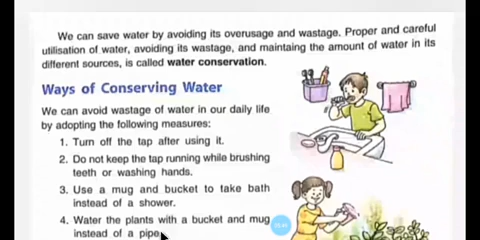 We can save water by avoiding its overusage and wastage. Proper and careful
utilisation of water, avoiding its wastage, and maintaing the amount of water in its
different sources, is called water conservation.
Ways of Conserving Water
We can avoid wastage of water in our daily life
by adopting the following measures:
1. Turn off the tap after using it.
2. Do not keep the tap running while brushing
teeth or washing hands.
3. Use a mug and bucket to take bath
instead of a shower.
4. Water the plants with a bucket and mug
instead of a pipe.